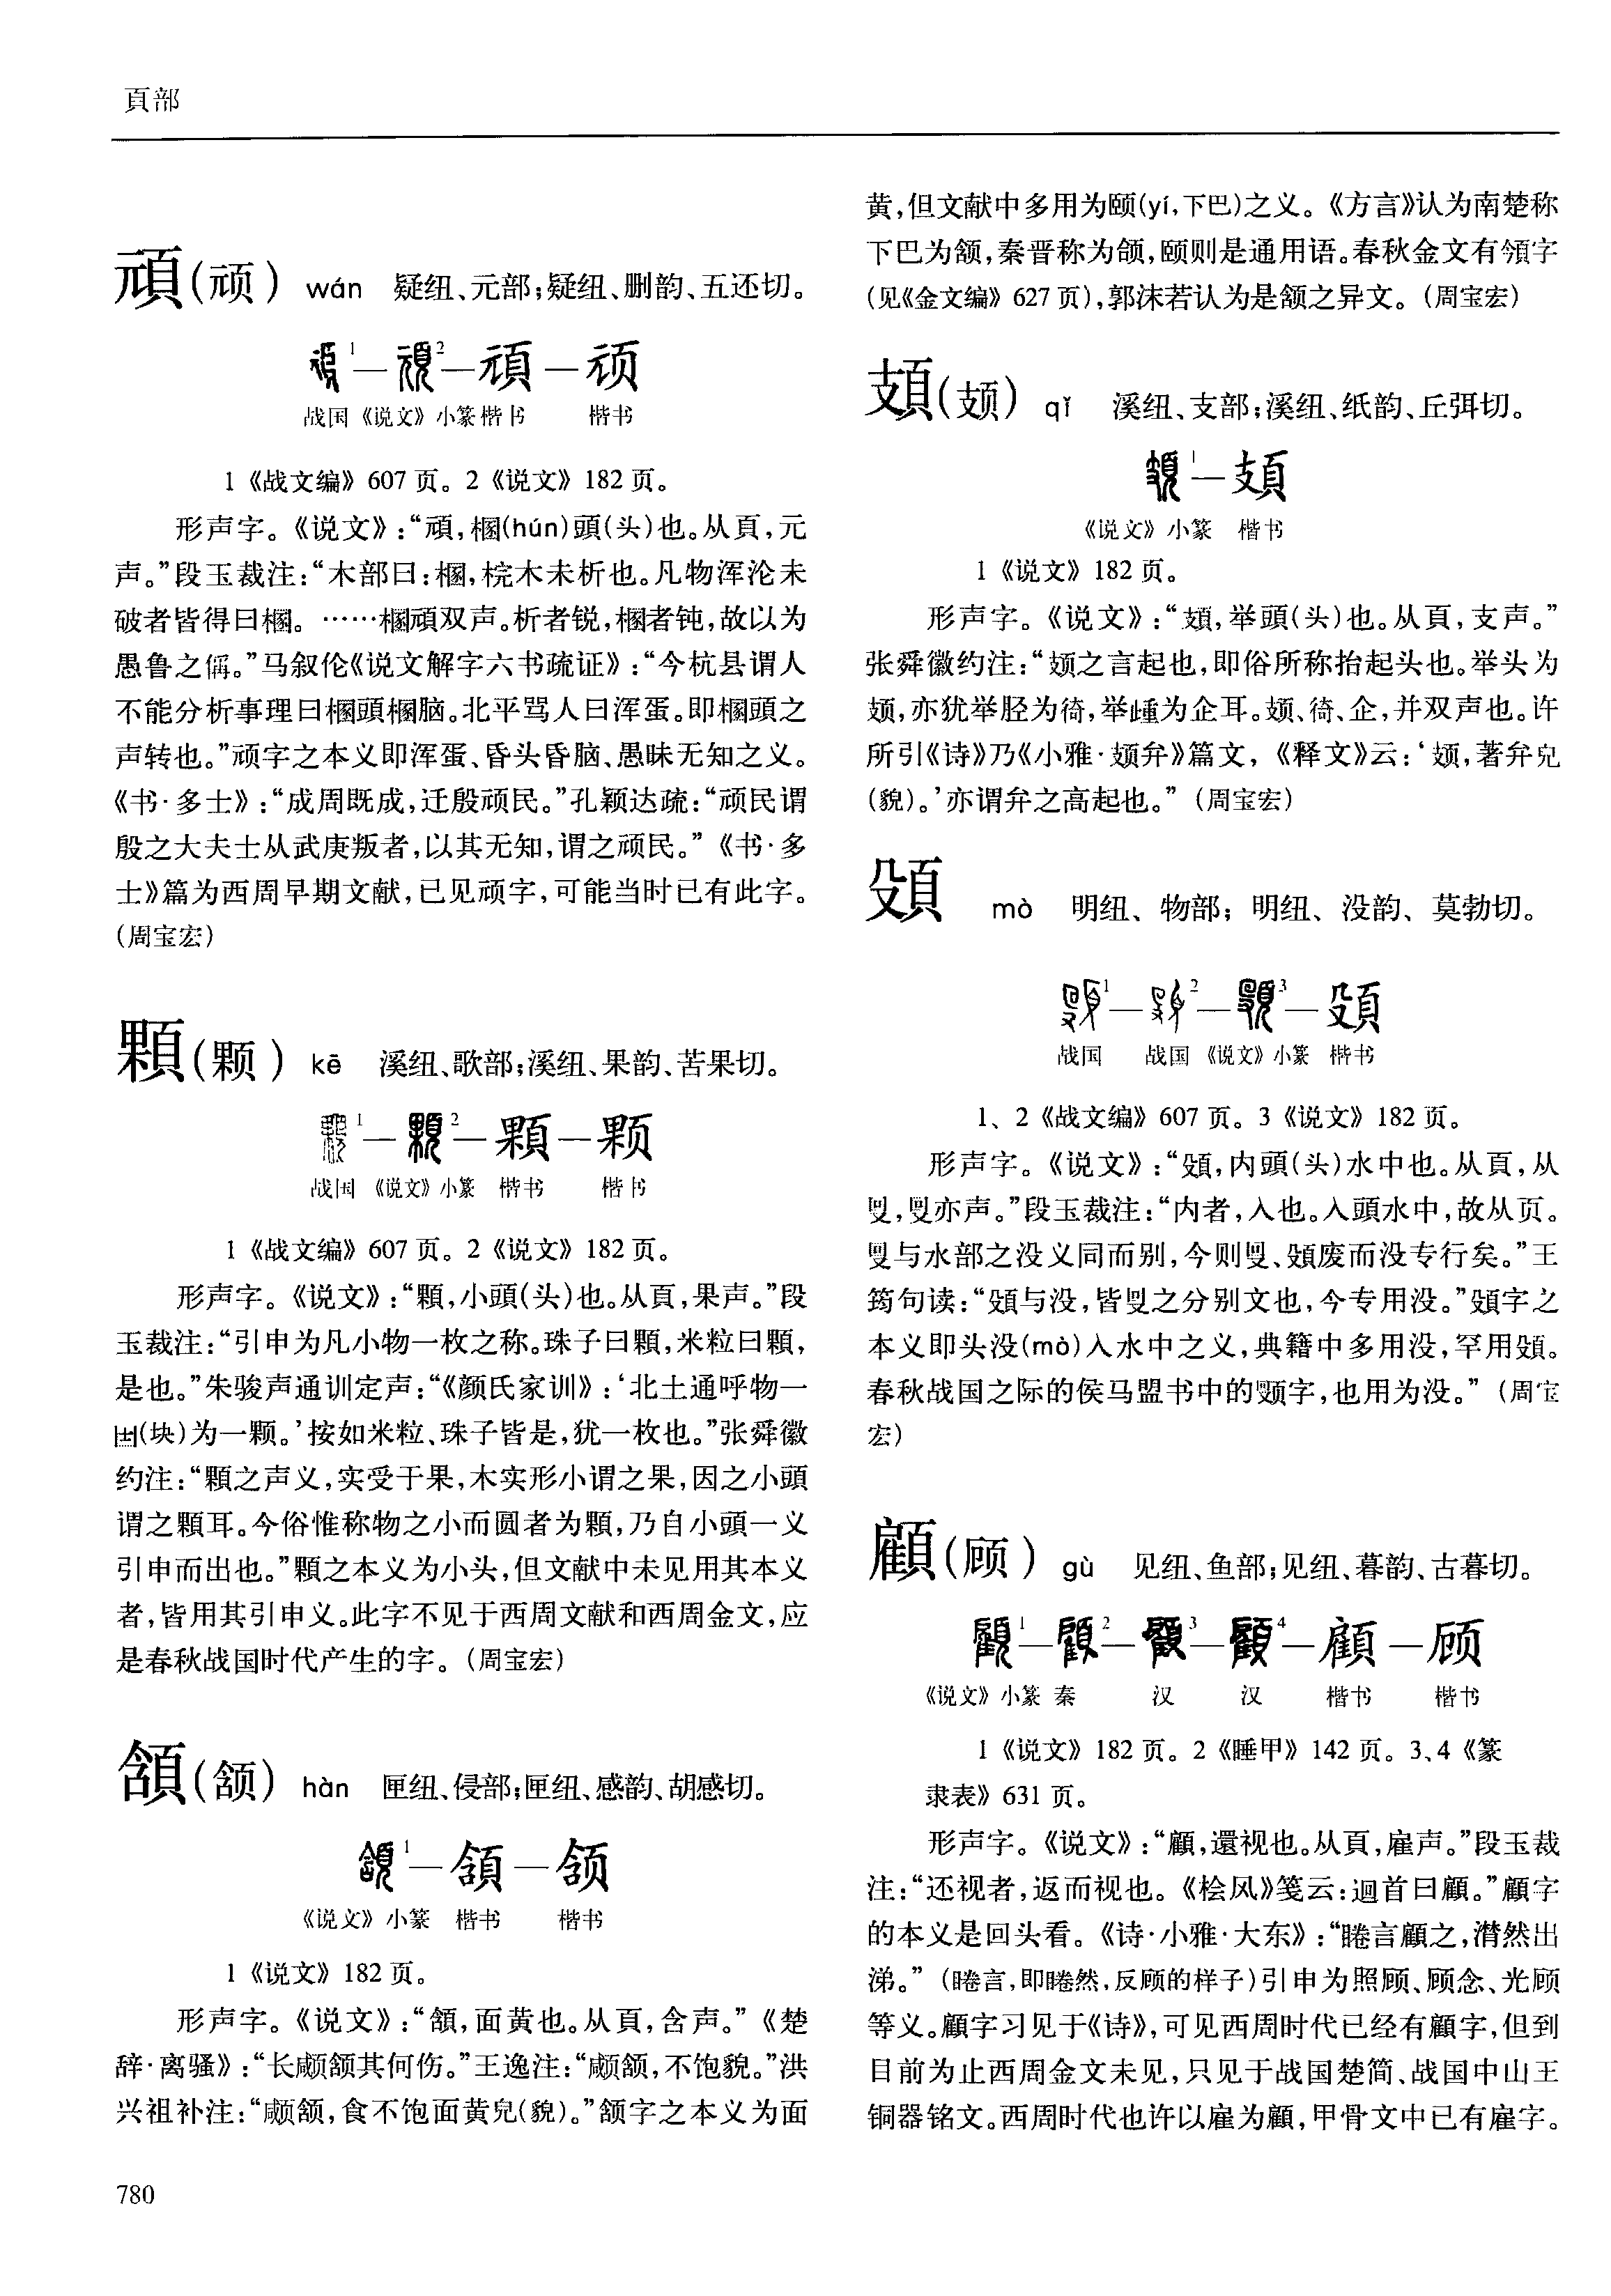 頁部
頑(顽) wán 疑纽、元部;疑纽、删韵、五还切。
1 — 2 — 頑 — 顽
战国 《说文》小篆 楷书 楷书
1《战文编》607页。2《说文》182页。
形声字。《说文》:“頑,梱(hún)頭(头)也。从頁,元
声。”段玉裁注:“木部曰:梱,梡木未析也。凡物浑沦未
破者皆得曰梱。……梱頑双声。析者锐,梱者钝,故以为
愚鲁之偁。”马叙伦《说文解字六书疏证》:“今杭县谓人
不能分析事理曰梱頭梱脑。北平骂人曰浑蛋。即梱頭之
声转也。”顽字之本义即浑蛋、昏头昏脑、愚昧无知之义。
《书·多士》:“成周既成,迁殷顽民。”孔颖达疏:“顽民谓
殷之大夫士从武庚叛者,以其无知,谓之顽民。”《书·多
士》篇为西周早期文献,已见顽字,可能当时已有此字。
(周宝宏)
顆(颗) kē 溪纽、歌部;溪纽、果韵、苦果切。
1 — 2 — 顆 — 颗
战国 《说文》小篆 楷书 楷书
1《战文编》607页。2《说文》182页。
形声字。《说文》:“顆,小頭(头)也。从頁,果声。”段
玉裁注:“引申为凡小物一枚之称。珠子曰顆,米粒曰顆,
是也。”朱骏声通训定声:“《颜氏家训》:‘北土通呼物一
凷(块)为一颗。’按如米粒、珠子皆是,犹一枚也。”张舜徽
约注:“顆之声义,实受于果,木实形小谓之果,因之小頭
谓之顆耳。今俗惟称物之小而圆者为顆,乃自小頭一义
引申而出也。”顆之本义为小头,但文献中未见用其本义
者,皆用其引申义。此字不见于西周文献和西周金文,应
是春秋战国时代产生的字。(周宝宏)
頷(颔) hàn 匣纽、侵部;匣纽、感韵、胡感切。
1 — 頷 — 颔
《说文》小篆 楷书 楷书
1《说文》182页。
形声字。《说文》:“頷,面黄也。从頁,含声。”《楚
辞·离骚》:“长顑颔其何伤。”王逸注:“顑颔,不饱貌。”洪
兴祖补注:“顑颔,食不饱面黄皃(貌)。”颔字之本义为面
黄,但文献中多用为颐(yí,下巴)之义。《方言》认为南楚称
下巴为颔,秦晋称为颌,颐则是通用语。春秋金文有頷字
(见《金文编》627页),郭沫若认为是颔之异文。(周宝宏)
頍(𫠆) qǐ 溪纽、支部;溪纽、纸韵、丘弭切。
1 — 頍
《说文》小篆 楷书
1《说文》182页。
形声字。《说文》:“頍,举頭(头)也。从頁,支声。”
张舜徽约注:“𫠆之言起也,即俗所称抬起头也。举头为
𫠆,亦犹举胫为徛,举歱为企耳。𫠆、徛、企,并双声也。许
所引《诗》乃《小雅·𫠆弁》篇文,《释文》云:‘𫠆,著弁皃
(貌)。’亦谓弁之高起也。”(周宝宏)
頞 mò 明纽、物部;明纽、没韵、莫勃切。
1 — 2 — 3 —
战国 战国 《说文》小篆 楷书
1、2《战文编》607页。3《说文》182页。
形声字。《说文》:“,内頭(头)水中也。从頁,从
𠬛,𠬛亦声。”段玉裁注:“内者,入也。入頭水中,故从页。
𠬛与水部之没义同而别,今则𠬛、废而没专行矣。”王
筠句读:“与没,皆𠬛之分别文也,今专用没。”字之
本义即头没(mò)入水中之义,典籍中多用没,罕用。
春秋战国之际的侯马盟书中的字,也用为没。”(周宝
宏)
顧(顾) gù 见纽、鱼部;见纽、暮韵、古暮切。
1 — 2 — 3 — 4 — 顧 — 顾
《说文》小篆 秦 汉 汉 楷书 楷书
1《说文》182页。2《睡甲》142页。3、4《篆
隶表》631页。
形声字。《说文》:“顧,還视也。从頁,雇声。”段玉裁
注:“还视者,返而视也。《桧风》笺云:迴首曰顧。”顧字
的本义是回头看。《诗·小雅·大东》:“睠言顧之,潸然出
涕。”(睠言,即睠然,反顾的样子)引申为照顾、顾念、光顾
等义。顧字习见于《诗》,可见西周时代已经有顧字,但到
目前为止西周金文未见,只见于战国楚简、战国中山王
铜器铭文。西周时代也许以雇为顧,甲骨文中已有雇字。
780